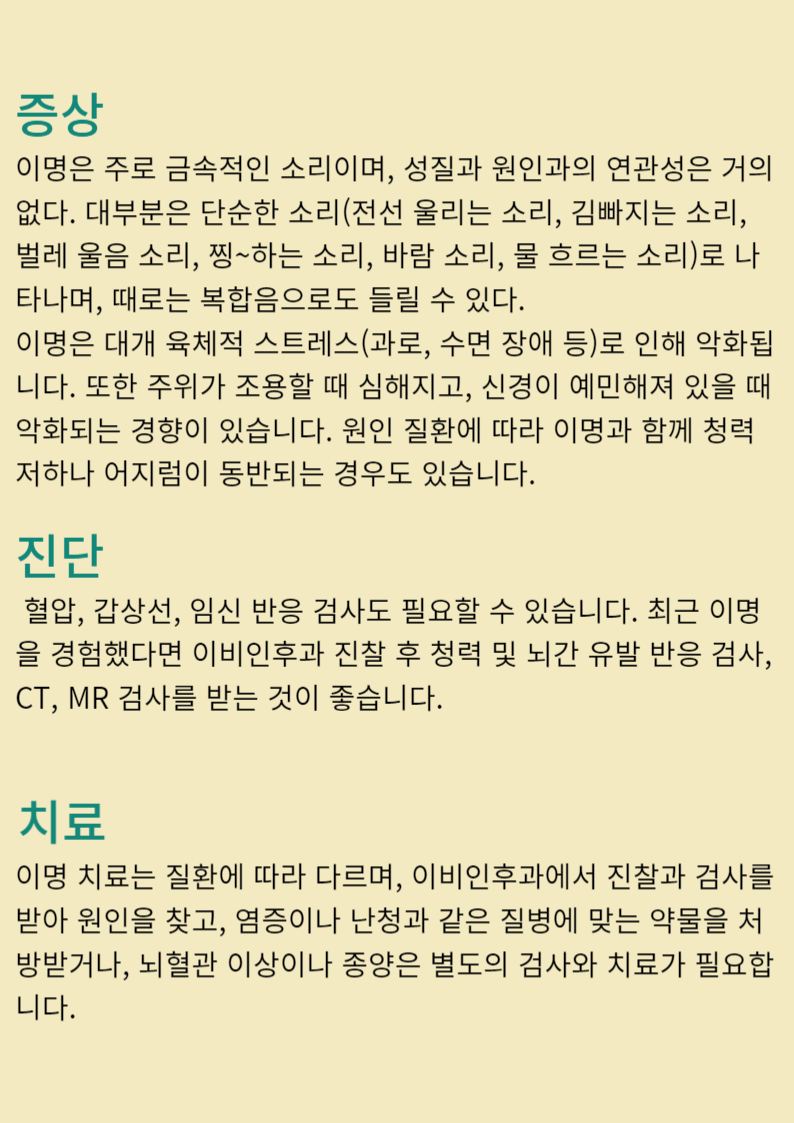 증상
이명은 주로 금속적인 소리이며, 성질과 원인과의 연관성은 거의
없다. 대부분은 단순한 소리(전선 울리는 소리, 김빠지는 소리,
벌레 울음 소리, 찡~하는 소리, 바람 소리, 물 흐르는 소리)로 나
타나며, 때로는 복합음으로도 들릴 수 있다.
이명은 대개 육체적 스트레스(과로, 수면 장애 등)로 인해 악화됩
니다. 또한 주위가 조용할 때 심해지고, 신경이 예민해져 있을 때
악화되는 경향이 있습니다. 원인 질환에 따라 이명과 함께 청력
저하나 어지럼이 동반되는 경우도 있습니다.
진단
혈압, 갑상선, 임신 반응 검사도 필요할 수 있습니다. 최근 이명
을 경험했다면 이비인후과 진찰 후 청력 및 뇌간 유발 반응 검사,
CT, MR 검사를 받는 것이 좋습니다.
치료
이명 치료는 질환에 따라 다르며, 이비인후과에서 진찰과 검사를
받아 원인을 찾고, 염증이나 난청과 같은 질병에 맞는 약물을 처
방받거나, 뇌혈관 이상이나 종양은 별도의 검사와 치료가 필요합
니다.